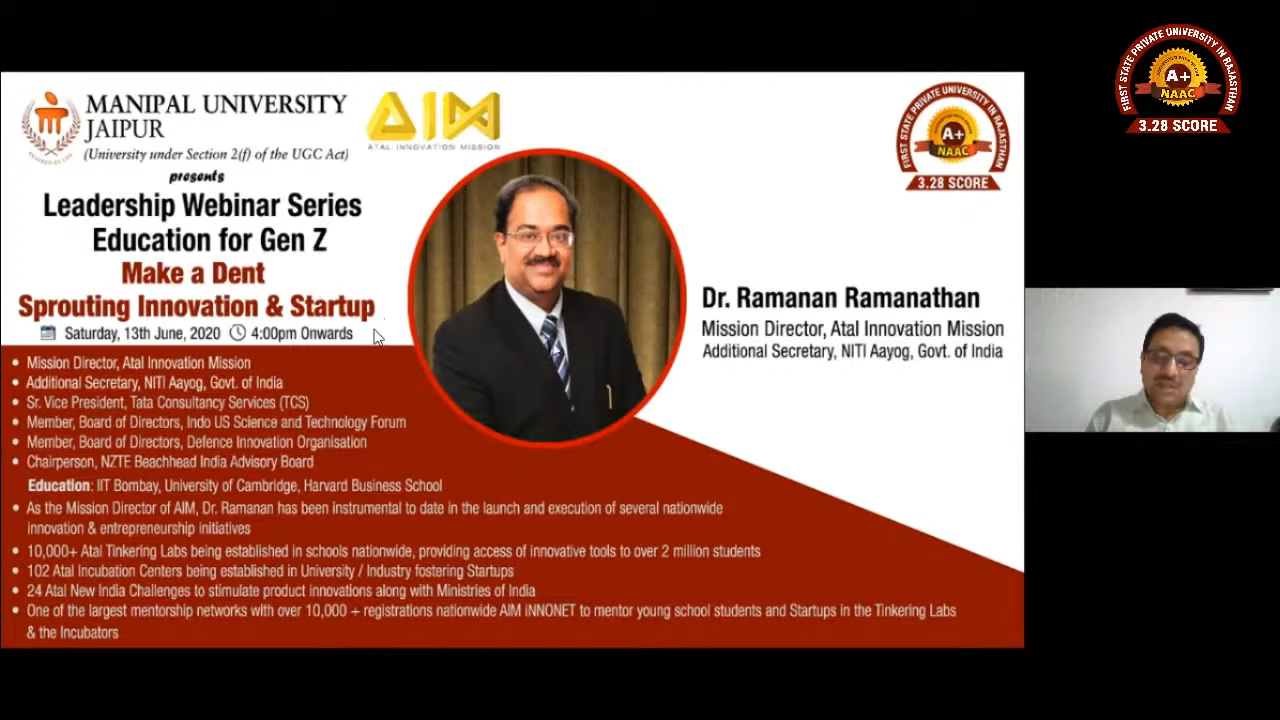 MANIPAL UNIVERSITY
JAIPUR
(University under Section 2(f) of the UGC Act)
AIM
ATAL INNOVATION MISSION
presents
Leadership Webinar Series
Education for Gen Z
Make a Dent
Sprouting Innovation & Startup
Saturday, 13th June, 2020 4:00pm Onwards
FIRST STATE PRIVATE UNIVERSITY IN RAJASTHAN
A+
NAAC
3.28 SCORE
FIRST STATE PRIVATE UNIVERSITY IN RAJASTHAN
A+
NAAC
3.28 SCORE
Dr. Ramanan Ramanathan
Mission Director, Atal Innovation Mission
Additional Secretary, NITI Aayog, Govt. of India
• Mission Director, Atal Innovation Mission
• Additional Secretary, NITI Aayog, Govt. of India
• Sr. Vice President, Tata Consultancy Services (TCS)
• Member, Board of Directors, Indo US Science and Technology Forum
• Member, Board of Directors, Defence Innovation Organisation
• Chairperson, NZTE Beachhead India Advisory Board
Education: IIT Bombay, University of Cambridge, Harvard Business School
• As the Mission Director of AIM, Dr. Ramanan has been instrumental to date in the launch and execution of several nationwide
innovation & entrepreneurship initiatives
• 10,000+ Atal Tinkering Labs being established in schools nationwide, providing access of innovative tools to over 2 million students
• 102 Atal Incubation Centers being established in University / Industry fostering Startups
• 24 Atal New India Challenges to stimulate product innovations along with Ministries of India
• One of the largest mentorship networks with over 10,000 + registrations nationwide AIM iNNONET to mentor young school students and Startups in the Tinkering Labs
& the Incubators